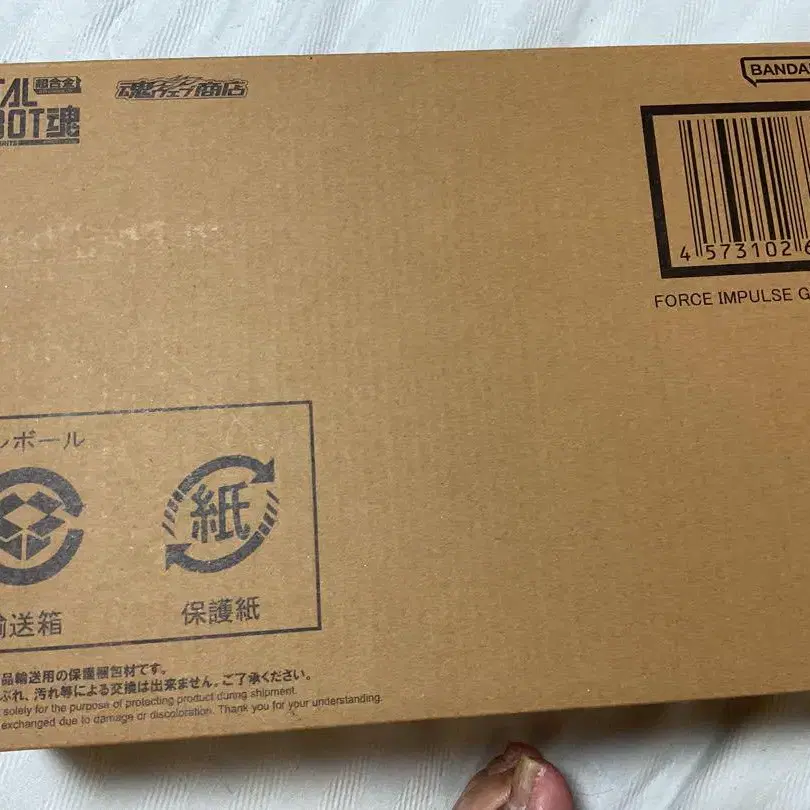 TAL 超合金
BOT魂
魂ウェブ商店
BANDA
4 573102 6
FORCE IMPULSE G
ンボール
紙
輸送箱
保護紙
品輸送用の保護梱包材です。
ぶれ、汚れ等による交換は出来ません。ご了承ください。
solely for the purpose of protecting product during shipment.
exchanged due to damage or discoloration. Thank you for your understanding.